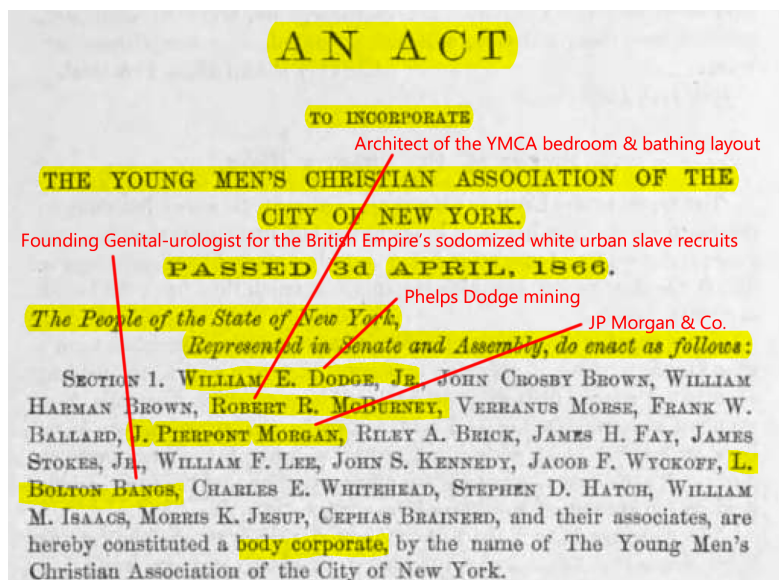 AN ACT
TO INCORPORATE
Architect of the YMCA bedroom & bathing layout
THE YOUNG MEN'S CHRISTIAN ASSOCIATION OF THE
CITY OF NEW YORK.
Founding Genital-urologist for the British Empire's sodomized white urban slave recruits
PASSED 3d APRIL, 1866.
Phelps Dodge mining
The People of the State of New York,
JP Morgan & Co.
Represented in Senate and Assembly, do enact as follows:
SECTION 1. WILLIAM E. DODGE, JR., JOHN CROSBY BROWN, WILLIAM
HARMAN BROWN, ROBERT R. MCBURNEY, VERRANUS MORSE, FRANK W.
BALLARD, J. PIERPONT MORGAN, RILEY A. BRICK, JAMES H. FAY, JAMES
STOKES, JR., WILLIAM F. LEE, JOHN S. KENNEDY, JACOB F. WYCKOFF, L.
BOLTON BANGS, CHARLES E. WHITEHEAD, STEPHEN D. HATCH, WILLIAM
M. ISAACS, MORRIS K. JESUP, CEPHAS BRAINERD, and their associates, are
hereby constituted a body corporate, by the name of The Young Men's
Christian Association of the City of New York.